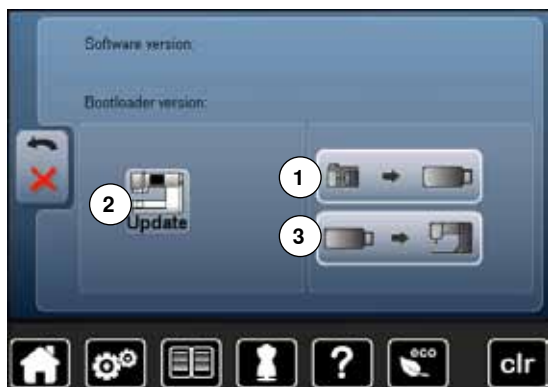 Software version:
Bootloader version:
1
2
Update
3
?
eco
clr